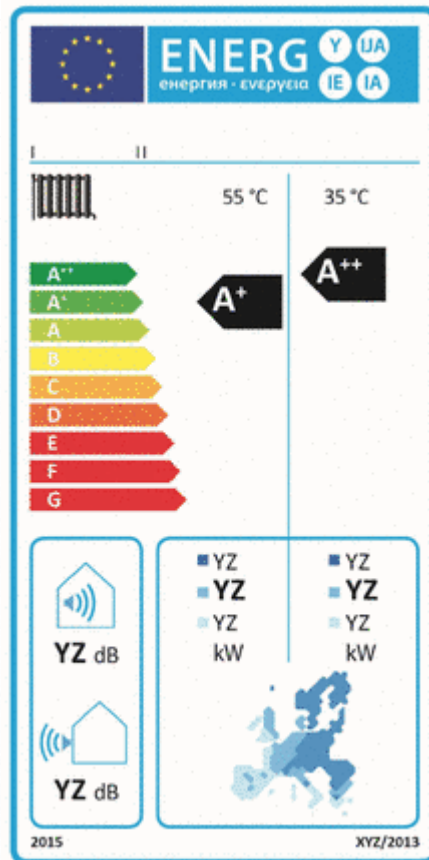 ENERG Y IJA
енергия · ενεργεια IE IA
I II
55 °C 35 °C
A++
A+
A
B
C
D
E
F
G
A+ A++
YZ YZ
YZ YZ
YZ YZ
kW kW
YZ dB
YZ dB
2015 XYZ/2013